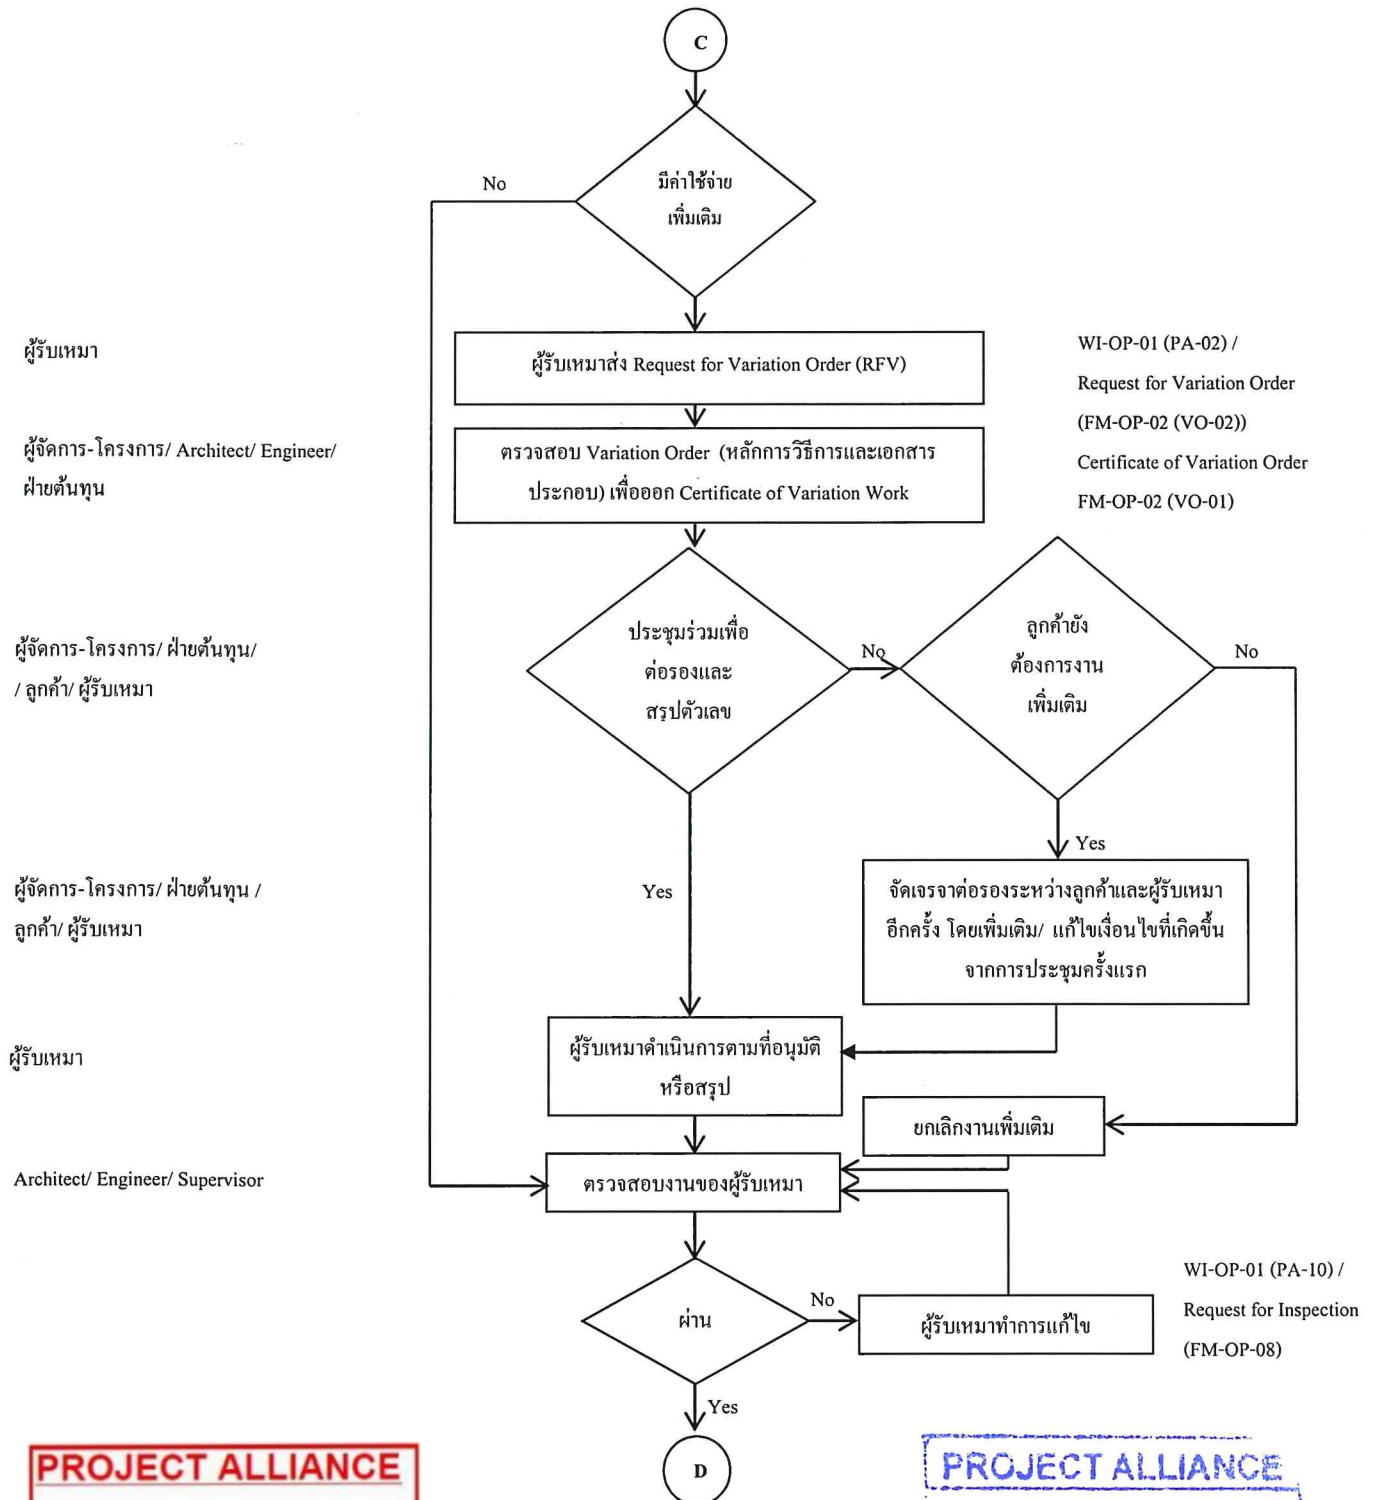 C
No
มีค่าใช้จ่าย
เพิ่มเติม
ผู้รับเหมา
ผู้รับเหมาส่ง Request for Variation Order (RFV)
WI-OP-01 (PA-02) /
Request for Variation Order
(FM-OP-02 (VO-02))
Certificate of Variation Order
FM-OP-02 (VO-01)
ผู้จัดการ-โครงการ/ Architect/ Engineer/
ฝ่ายต้นทุน
ตรวจสอบ Variation Order (หลักการวิธีการและเอกสาร
ประกอบ) เพื่อออก Certificate of Variation Work
ผู้จัดการ-โครงการ/ ฝ่ายต้นทุน/
/ ลูกค้า/ ผู้รับเหมา
ประชุมร่วมเพื่อ
ต่อรองและ
สรุปตัวเลข
No
ลูกค้ายัง
ต้องการงาน
เพิ่มเติม
No
Yes
Yes
ผู้จัดการ-โครงการ/ ฝ่ายต้นทุน /
ลูกค้า/ ผู้รับเหมา
จัดเจรจาต่อรองระหว่างลูกค้าและผู้รับเหมา
อีกครั้ง โดยเพิ่มเติม/ แก้ไขเงื่อนไขที่เกิดขึ้น
จากการประชุมครั้งแรก
ผู้รับเหมา
ผู้รับเหมาดำเนินการตามที่อนุมัติ
หรือสรุป
ยกเลิกงานเพิ่มเติม
Architect/ Engineer/ Supervisor
ตรวจสอบงานของผู้รับเหมา
ผ่าน
No
ผู้รับเหมาทำการแก้ไข
WI-OP-01 (PA-10) /
Request for Inspection
(FM-OP-08)
Yes
D
PROJECT ALLIANCE
PROJECT ALLIANCE